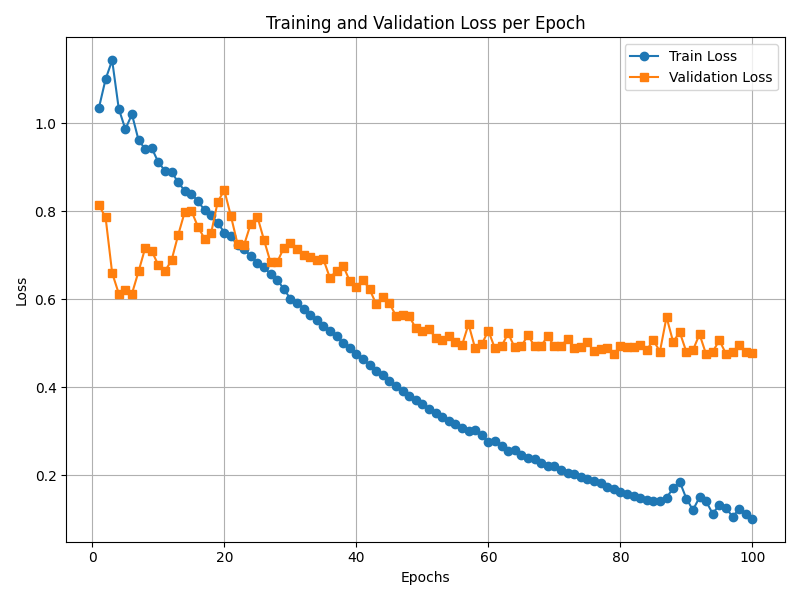 Training and Validation Loss per Epoch
Train Loss
Validation Loss
Loss
1.0
0.8
0.6
0.4
0.2
0 20 40 60 80 100
Epochs